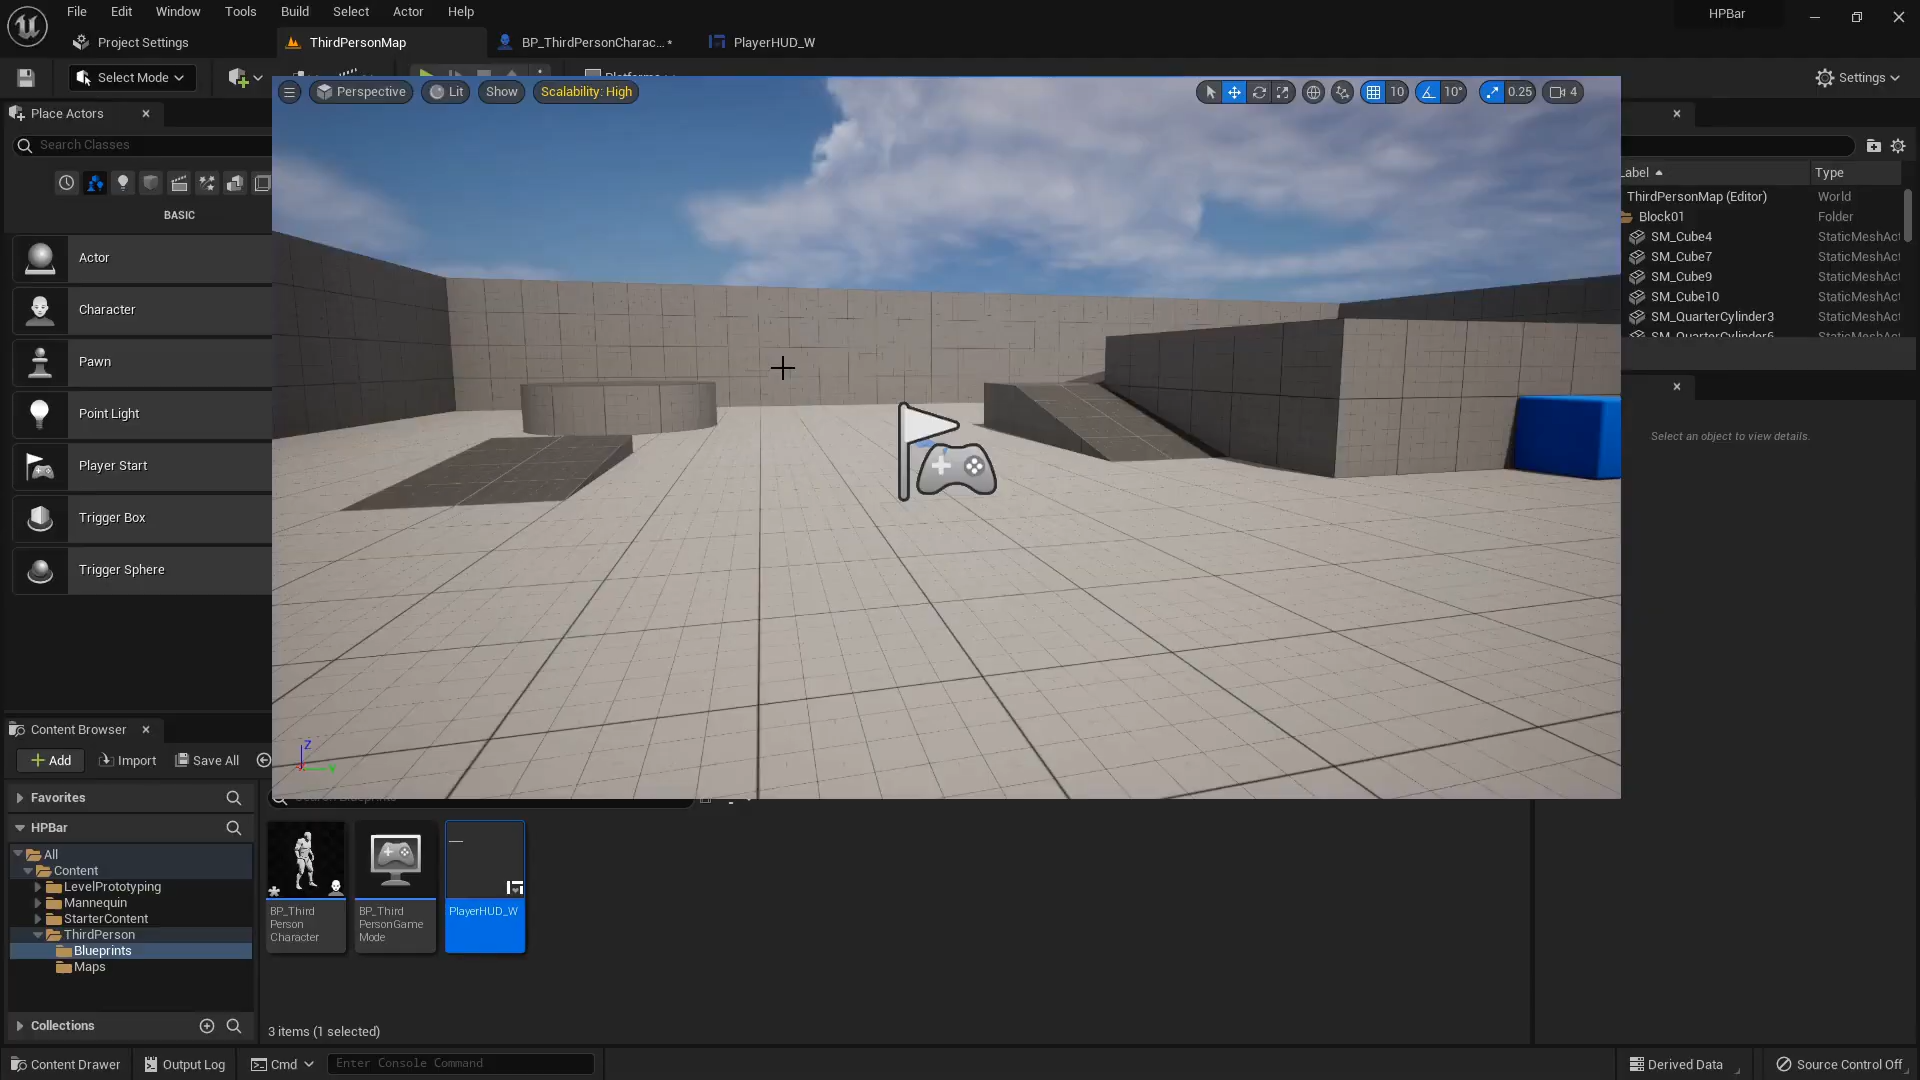 File Edit Window Tools Build Select Actor Help
HPBar
Project Settings
ThirdPersonMap
BP_ThirdPersonCharac... *
PlayerHUD_W
Select Mode
Settings
Place Actors
Search Classes
BASIC
Actor
Character
Pawn
Point Light
Player Start
Trigger Box
Trigger Sphere
Perspective
Lit
Show
Scalability: High
10
10°
0.25
4
Label
Type
ThirdPersonMap (Editor) World
Block01 Folder
SM_Cube4 StaticMeshAct
SM_Cube7 StaticMeshAct
SM_Cube9 StaticMeshAct
SM_Cube10 StaticMeshAct
SM_QuarterCylinder3 StaticMeshAct
Select an object to view details.
Z
Content Browser
Add
Import
Save All
Favorites
HPBar
All
Content
LevelPrototyping
Mannequin
StarterContent
ThirdPerson
Blueprints
Maps
Collections
BP_Third
Person
Character
BP_Third
PersonGame
Mode
PlayerHUD_W
3 items (1 selected)
Content Drawer
Output Log
Cmd
Enter Console Command
Derived Data
Source Control Off